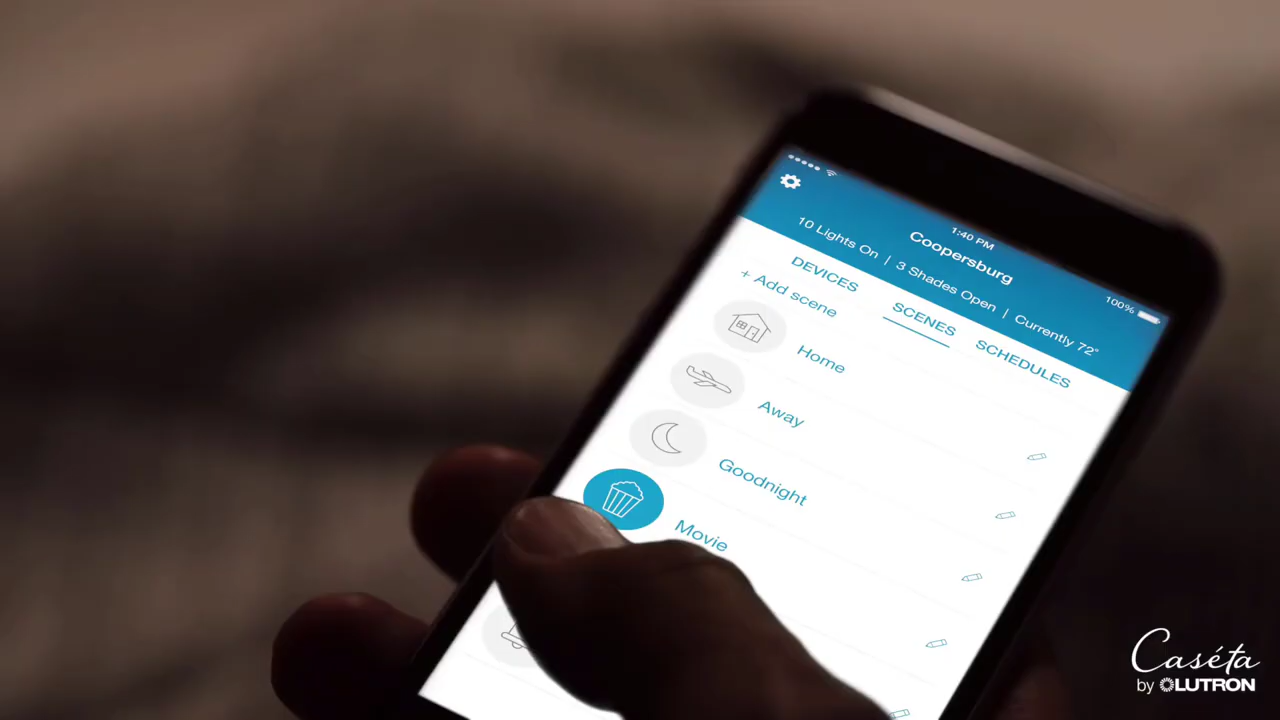 1:40 PM
100%
Coopersburg
10 Lights On | 3 Shades Open | Currently 72°
DEVICES SCENES SCHEDULES
+ Add scene
Home
Away
Goodnight
Movie
Caséta
by LUTRON